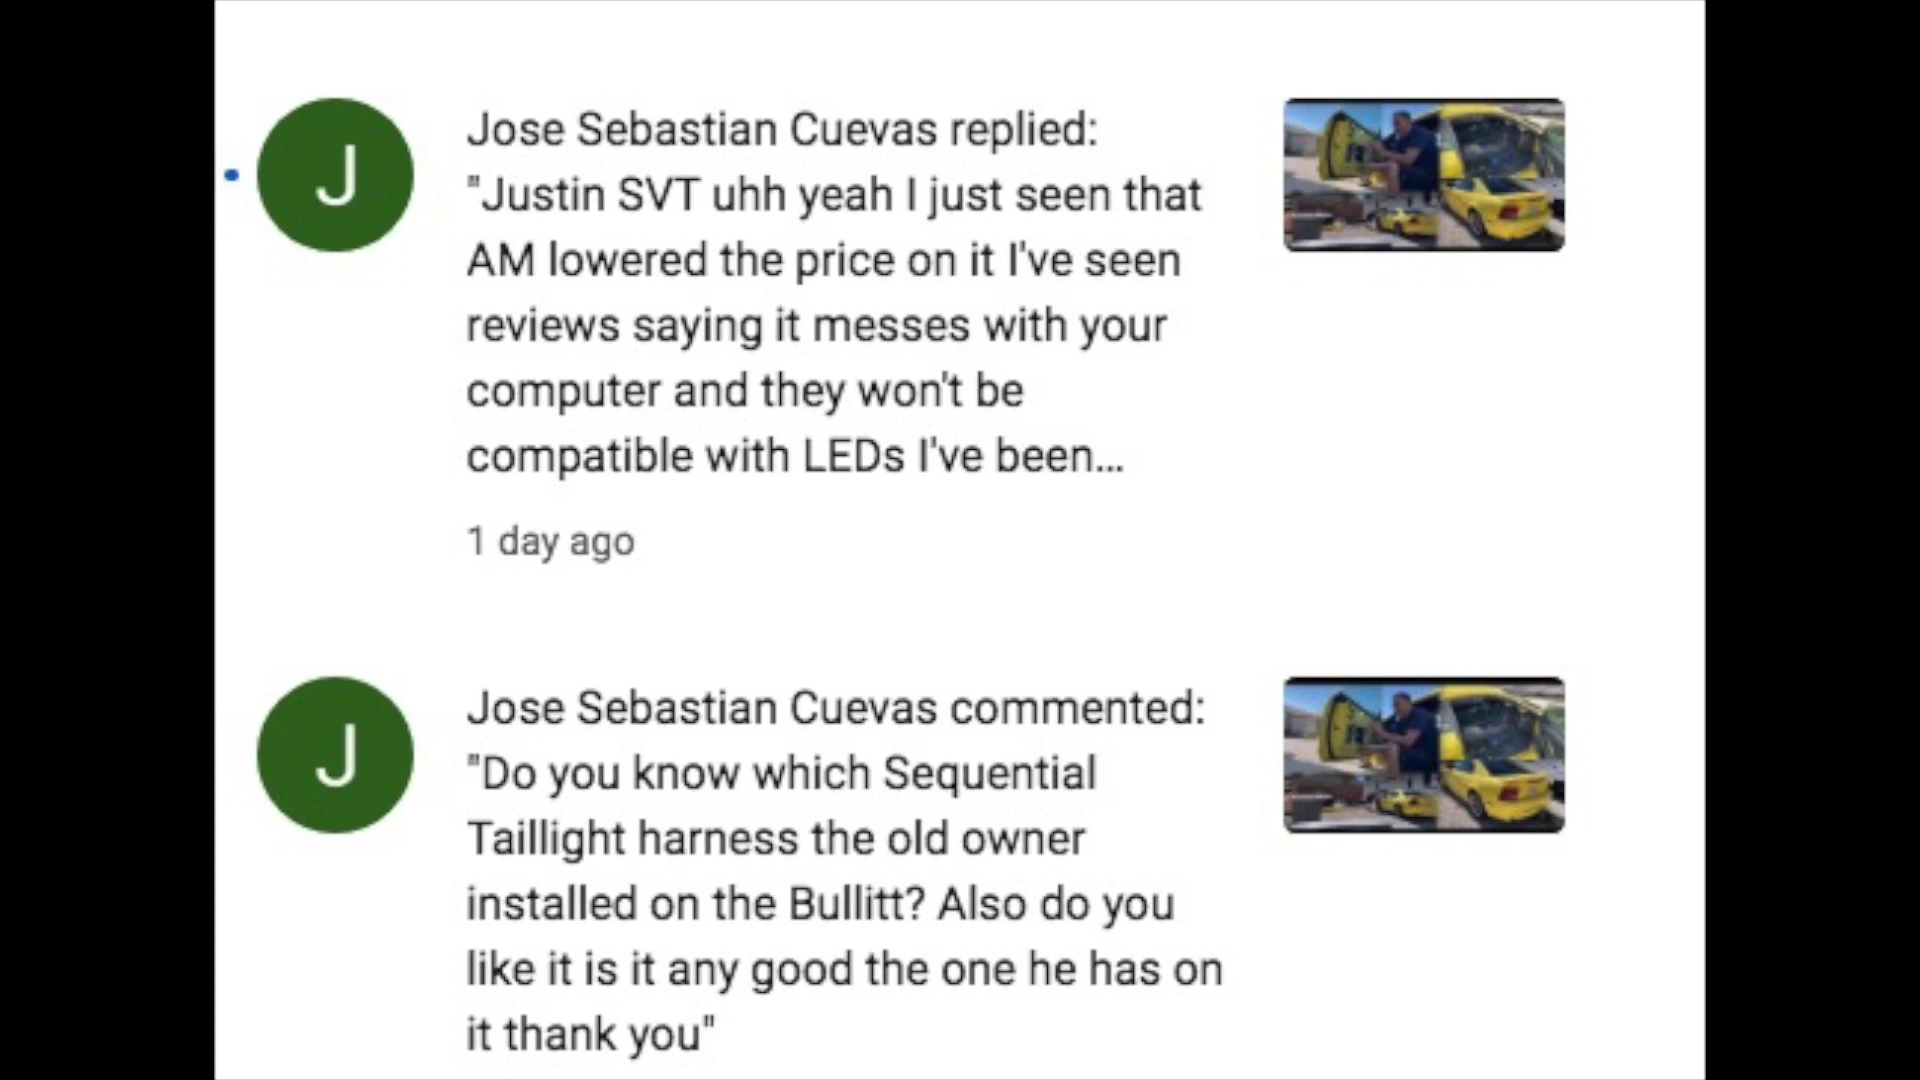 J
Jose Sebastian Cuevas replied:
"Justin SVT uhh yeah I just seen that
AM lowered the price on it I've seen
reviews saying it messes with your
computer and they won't be
compatible with LEDs I've been...
1 day ago
J
Jose Sebastian Cuevas commented:
"Do you know which Sequential
Taillight harness the old owner
installed on the Bullitt? Also do you
like it is it any good the one he has on
it thank you"